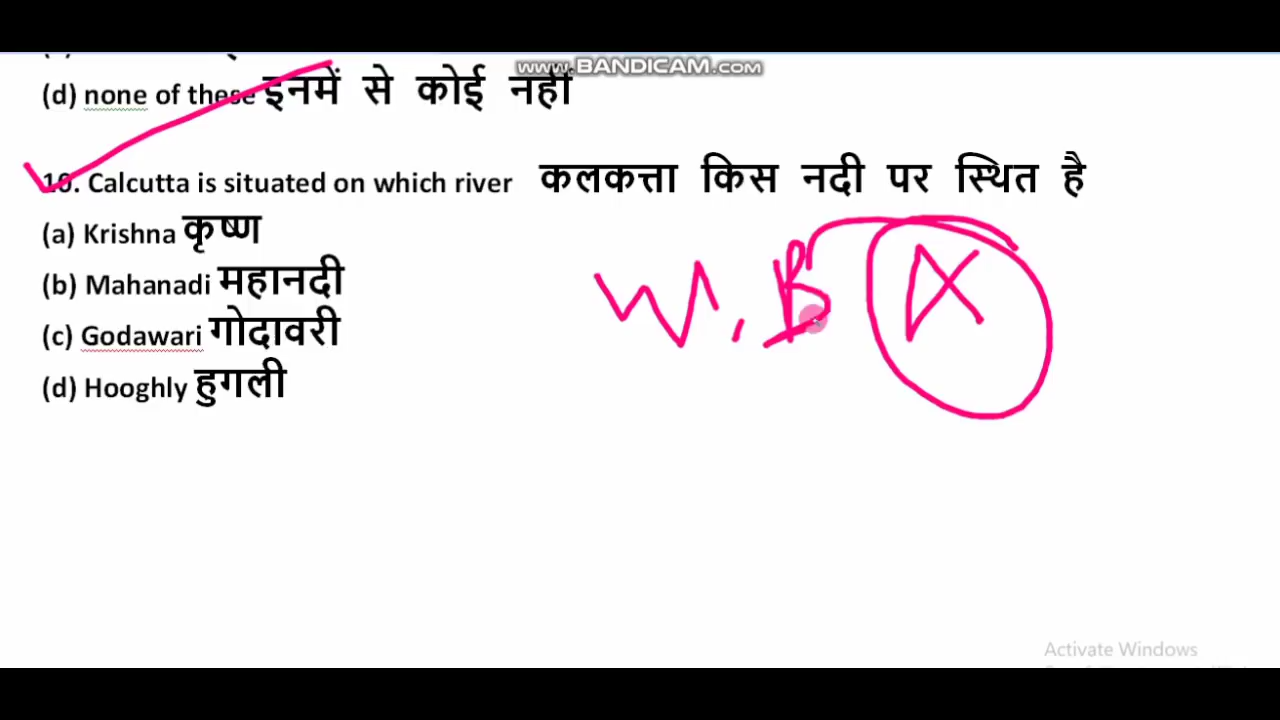 www.BANDICAM.com
(d) none of these इनमें से कोई नहीं
10. Calcutta is situated on which river कलकत्ता किस नदी पर स्थित है
(a) Krishna कृष्ण
(b) Mahanadi महानदी
(c) Godawari गोदावरी
(d) Hooghly हुगली
W.B
Activate Windows